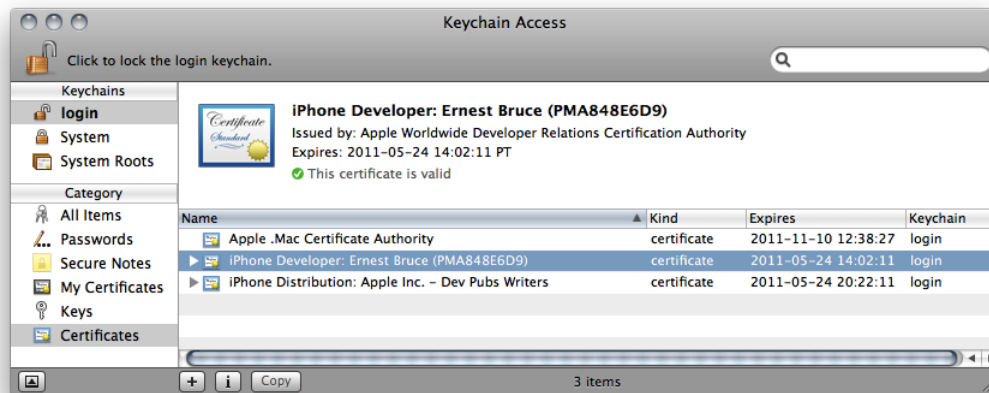 Keychain Access
Click to lock the login keychain.
Keychains
login
System
System Roots
Category
All Items
Passwords
Secure Notes
My Certificates
Keys
Certificates
Certificate
Standard
iPhone Developer: Ernest Bruce (PMA848E6D9)
Issued by: Apple Worldwide Developer Relations Certification Authority
Expires: 2011-05-24 14:02:11 PT
This certificate is valid
Name Kind Expires Keychain
Apple .Mac Certificate Authority certificate 2011-11-10 12:38:27 login
iPhone Developer: Ernest Bruce (PMA848E6D9) certificate 2011-05-24 14:02:11 login
iPhone Distribution: Apple Inc. – Dev Pubs Writers certificate 2011-05-24 20:22:11 login
+ i Copy 3 items